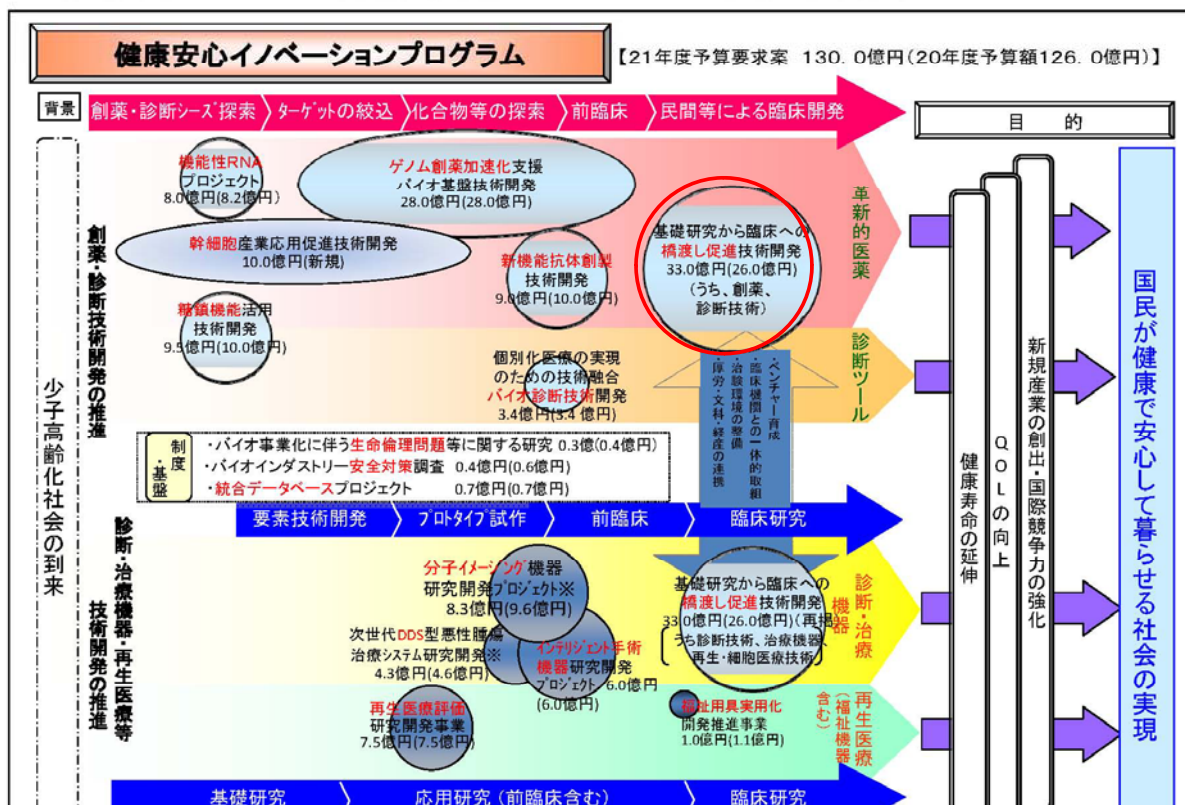 健康安心イノベーションプログラム
【21年度予算要求案 130. 0億円(20年度予算額126. 0億円)】
背景
創薬・診断シーズ探索
ターゲットの絞込
化合物等の探索
前臨床
民間等による臨床開発
目　的
少子高齢化社会の到来
創薬・診断技術開発の推進
機能性RNA
プロジェクト
8.0億円(8.2億円)
ゲノム創薬加速化支援
バイオ基盤技術開発
28.0億円(28.0億円)
幹細胞産業応用促進技術開発
10.0億円(新規)
新機能抗体創製
技術開発
9.0億円(10.0億円)
基礎研究から臨床への
橋渡し促進技術開発
33.0億円(26.0億円)
(うち、創薬、
診断技術)
糖鎖機能活用
技術開発
9.5億円(10.0億円)
個別化医療の実現
のための技術融合
バイオ診断技術開発
3.4億円(3.4億円)
革新的医薬
診断ツール
・ベンチャー育成
・臨床機関との一体的取組
・治験環境の整備
・厚労・文科・経産の連携
制度・基盤
・バイオ事業化に伴う生命倫理問題等に関する研究 0.3億(0.4億円)
・バイオインダストリー安全対策調査 0.4億円(0.6億円)
・統合データベースプロジェクト 0.7億円(0.7億円)
要素技術開発
プロトタイプ試作
前臨床
臨床研究
診断・治療機器・再生医療等
技術開発の推進
分子イメージング機器
研究開発プロジェクト※
8.3億円(9.6億円)
次世代DDS型悪性腫瘍
治療システム研究開発※
4.3億円(4.6億円)
インテリジェント手術
機器研究開発
プロジェクト 6.0億円
(6.0億円)
基礎研究から臨床への
橋渡し促進技術開発
33.0億円(26.0億円)(再掲)
うち診断技術、治療機器、
再生・細胞医療技術
診断・治療
機器
再生医療評価
研究開発事業
7.5億円(7.5億円)
福祉用具実用化
開発推進事業
1.0億円(1.1億円)
再生医療
(福祉機器
含む)
基礎研究
応用研究(前臨床含む)
臨床研究
健康寿命の延伸
QOLの向上
新規産業の創出・国際競争力の強化
国民が健康で安心して暮らせる社会の実現